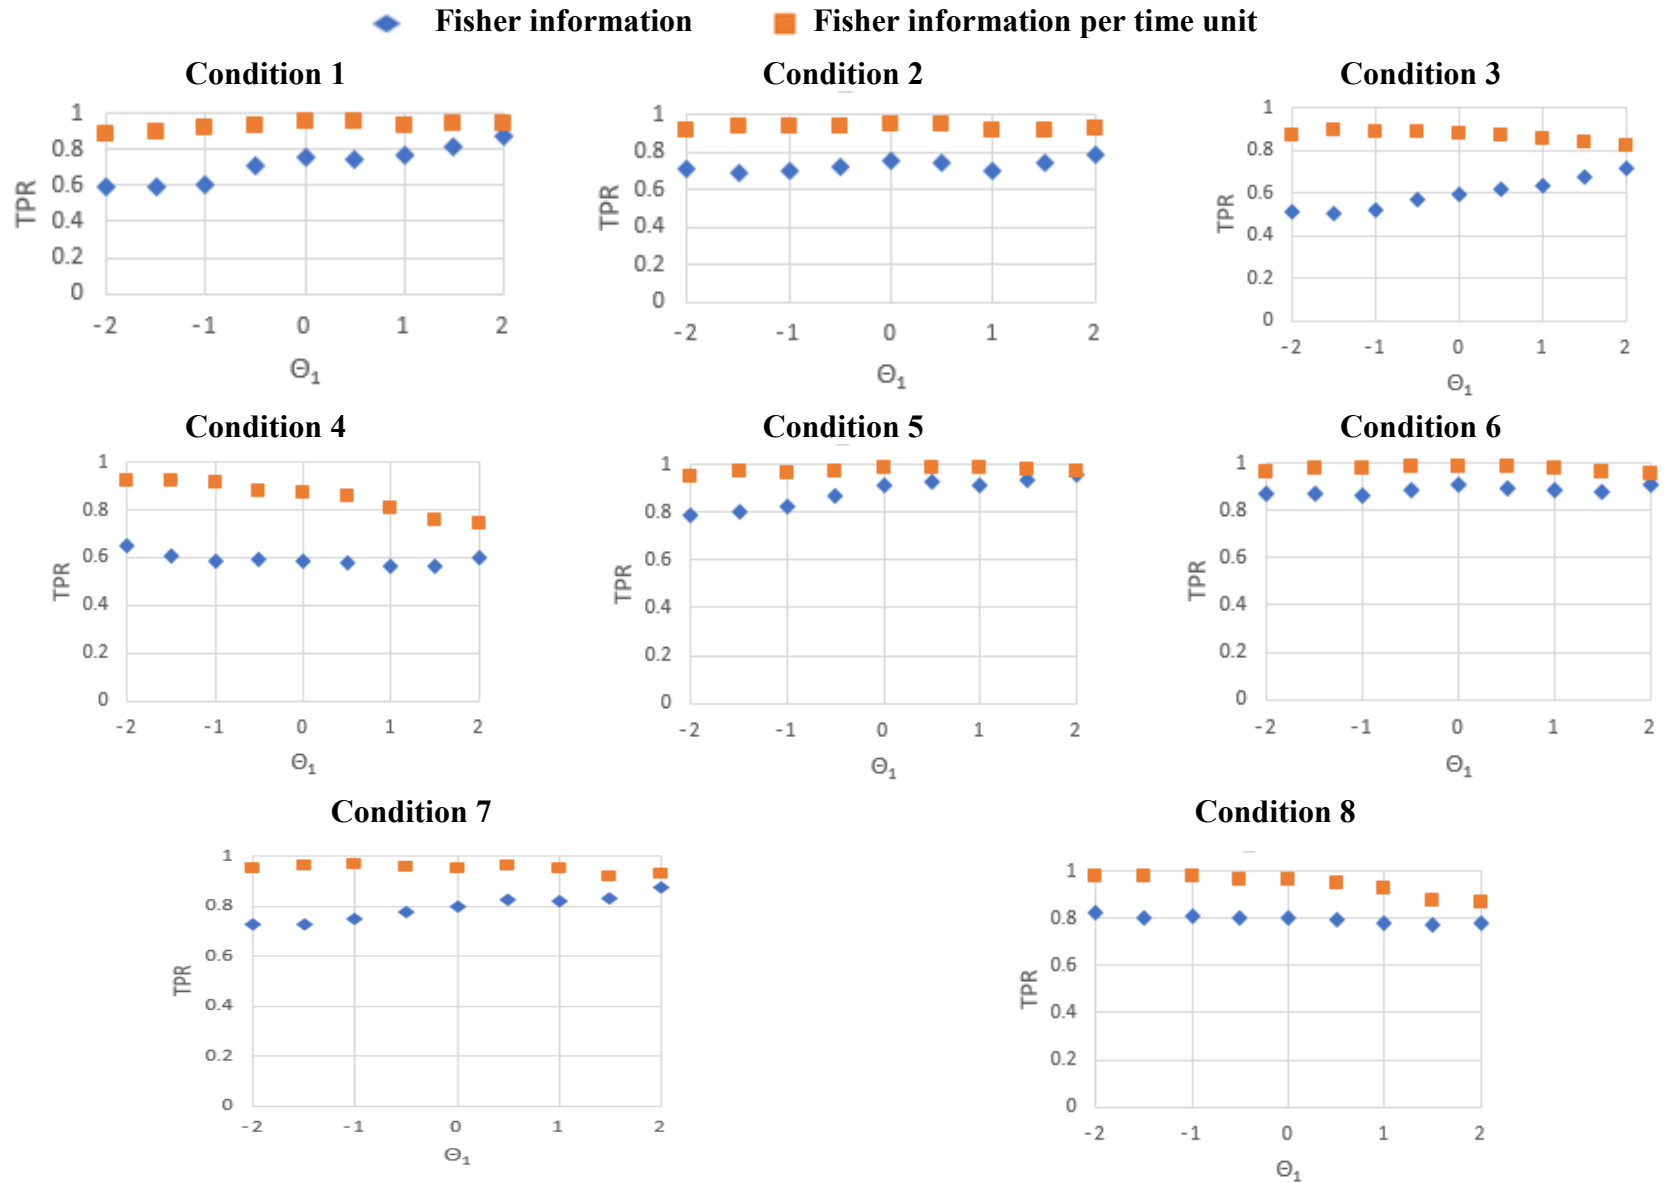 Fisher information Fisher information per time unit
Condition 1 Condition 2 Condition 3
1
0.8
0.6
0.4
0.2
0
TPR
-2 -1 0 1 2
Θ1
1
0.8
0.6
0.4
0.2
0
TPR
-2 -1 0 1 2
Θ1
1
0.8
0.6
0.4
0.2
0
TPR
-2 -1 0 1 2
Θ1
Condition 4 Condition 5 Condition 6
1
0.8
0.6
0.4
0.2
0
TPR
-2 -1 0 1 2
Θ1
1
0.8
0.6
0.4
0.2
0
TPR
-2 -1 0 1 2
Θ1
1
0.8
0.6
0.4
0.2
0
TPR
-2 -1 0 1 2
Θ1
Condition 7 Condition 8
1
0.8
0.6
0.4
0.2
0
TPR
-2 -1 0 1 2
Θ1
1
0.8
0.6
0.4
0.2
0
TPR
-2 -1 0 1 2
Θ1